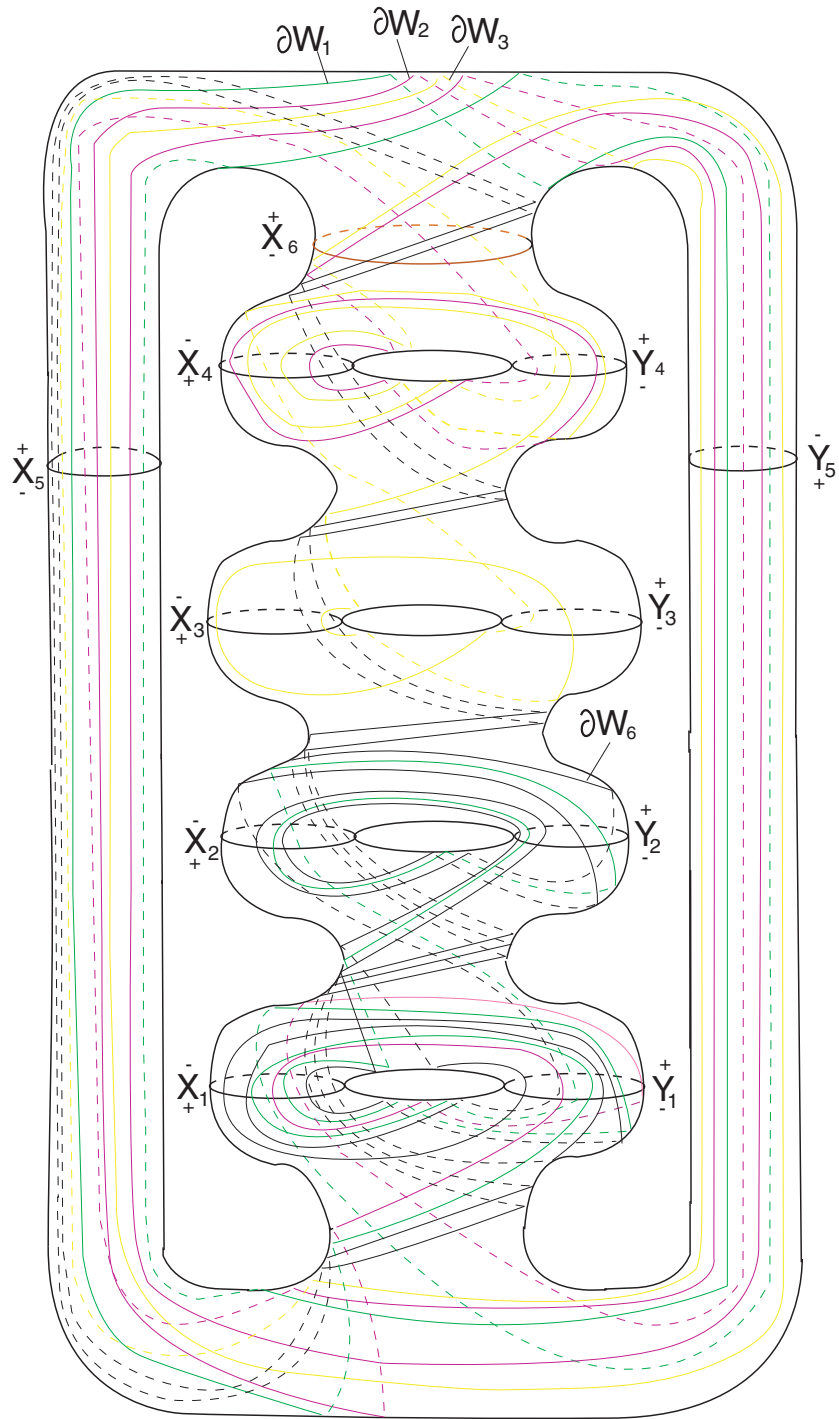 ∂W₁ ∂W₂ ∂W₃
+
X₆
-
-
X₄
+
+
Y₄
-
+
X₅
-
-
Y₅
+
-
X₃
+
+
Y₃
-
∂W₆
-
X₂
+
+
Y₂
-
-
X₁
+
+
Y₁
-